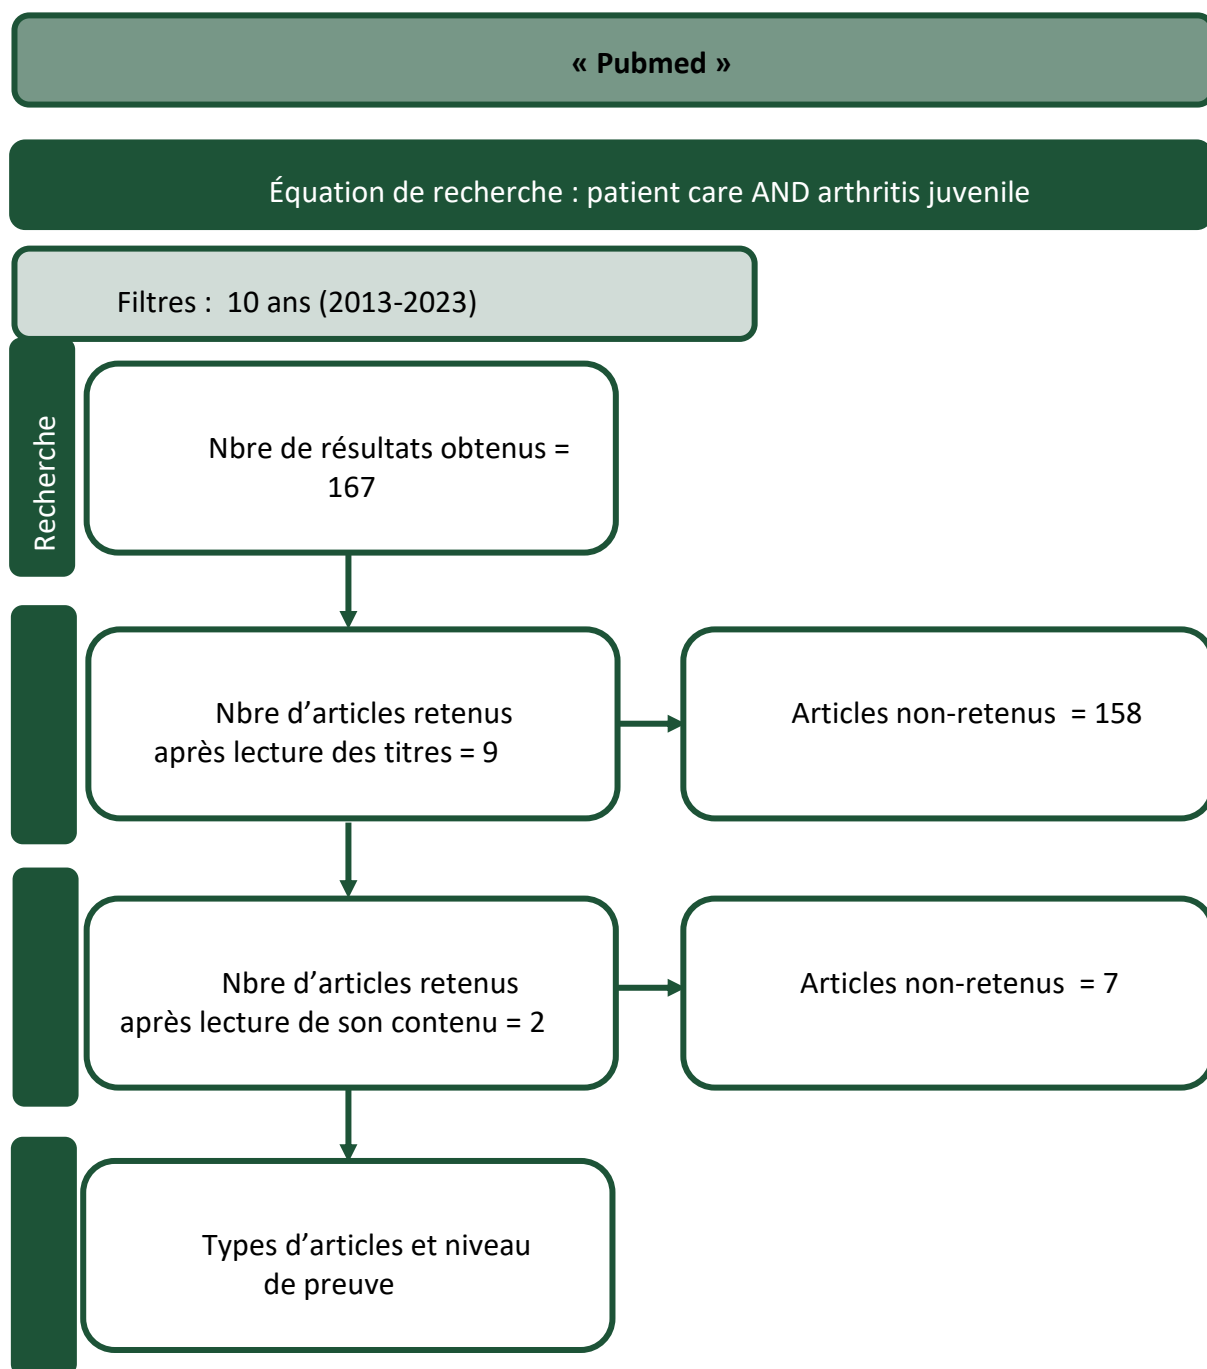 « Pubmed »
Équation de recherche : patient care AND arthritis juvenile
Filtres :  10 ans (2013-2023)
Recherche
Nbre de résultats obtenus =
167
Nbre d’articles retenus
après lecture des titres = 9
Articles non-retenus  = 158
Nbre d’articles retenus
après lecture de son contenu = 2
Articles non-retenus  = 7
Types d’articles et niveau
de preuve